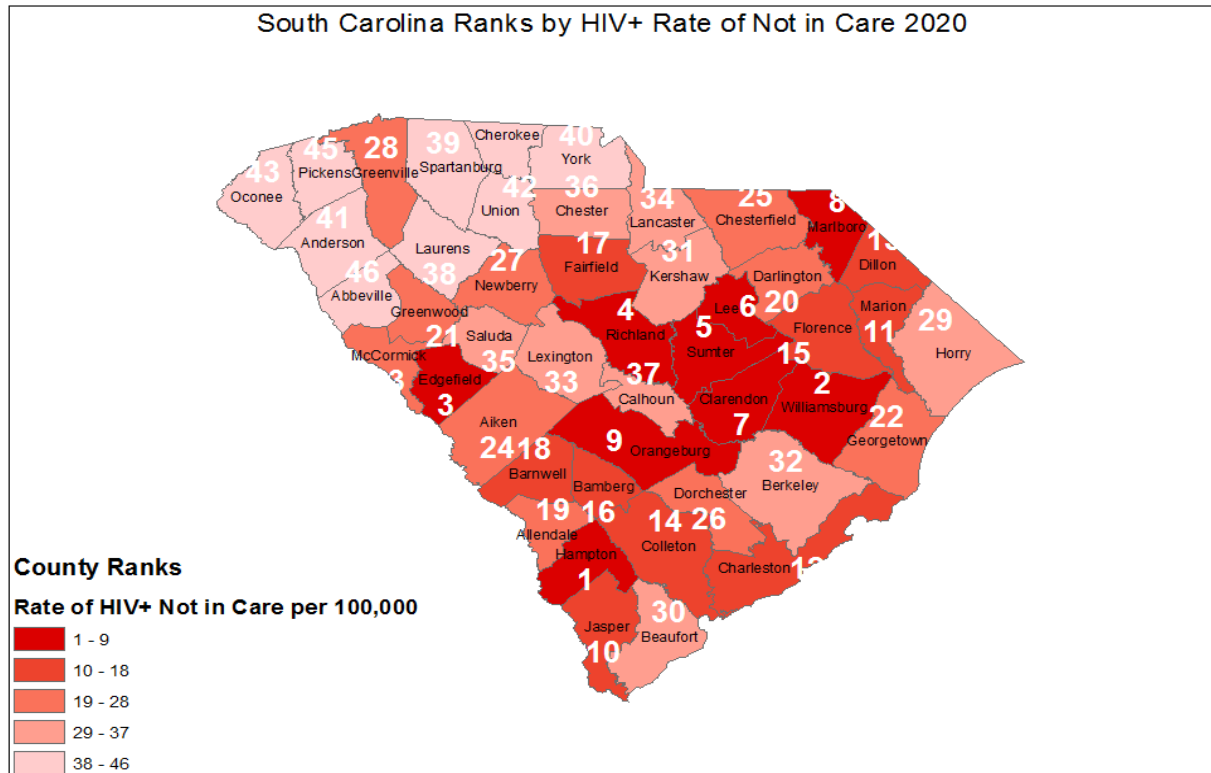 South Carolina Ranks by HIV+ Rate of Not in Care 2020
Cherokee
40
39
45
28
43
York
Spartanburg
Pickens
Greenville
42
36
Oconee
25
8
34
Union
Chester
Chesterfield
Lancaster
41
Marlboro
Anderson
17
31
Laurens
27
Dillon
46
38
Fairfield
Kershaw
Darlington
Newberry
Abbeville
20
Marion
4
Lee
6
Greenwood
Florence
29
21
Saluda
5
11
Richland
McCormick
35
Lexington
Sumter
15
Horry
37
Edgefield
33
2
3
Calhoun
Clarendon
Williamsburg
7
22
Aiken
9
Georgetown
24
18
Orangeburg
32
Barnwell
Berkeley
Bamberg
Dorchester
19
16
14
26
Allendale
Colleton
Hampton
Charleston
1
30
Jasper
Beaufort
10
County Ranks
Rate of HIV+ Not in Care per 100,000
1 - 9
10 - 18
19 - 28
29 - 37
38 - 46